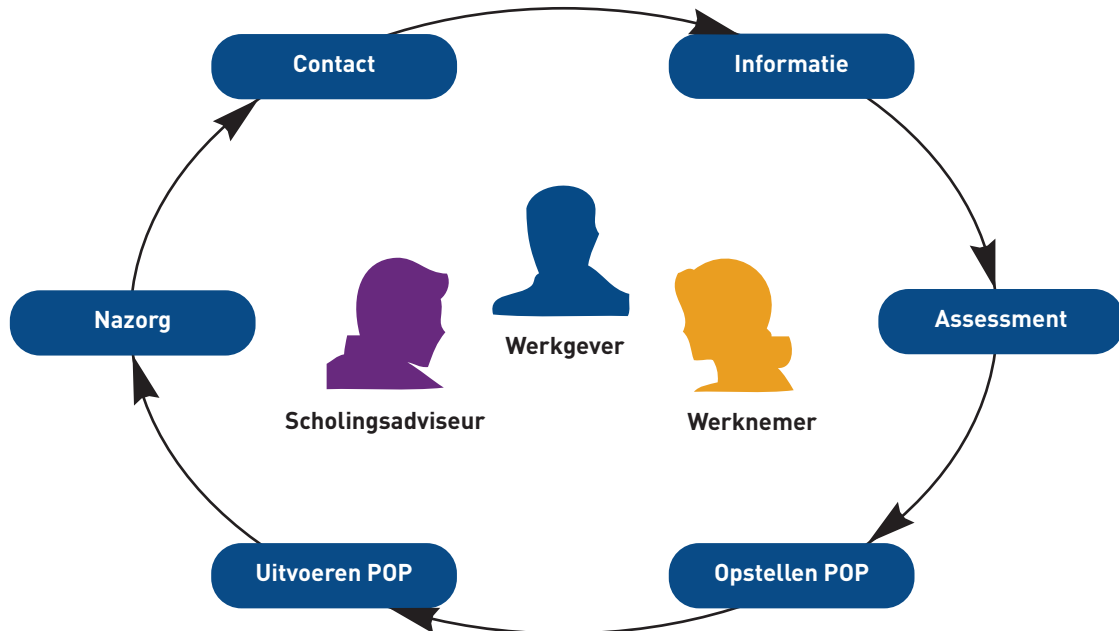 Contact
Informatie
Nazorg
Assessment
Werkgever
Scholingsadviseur
Werknemer
Uitvoeren POP
Opstellen POP